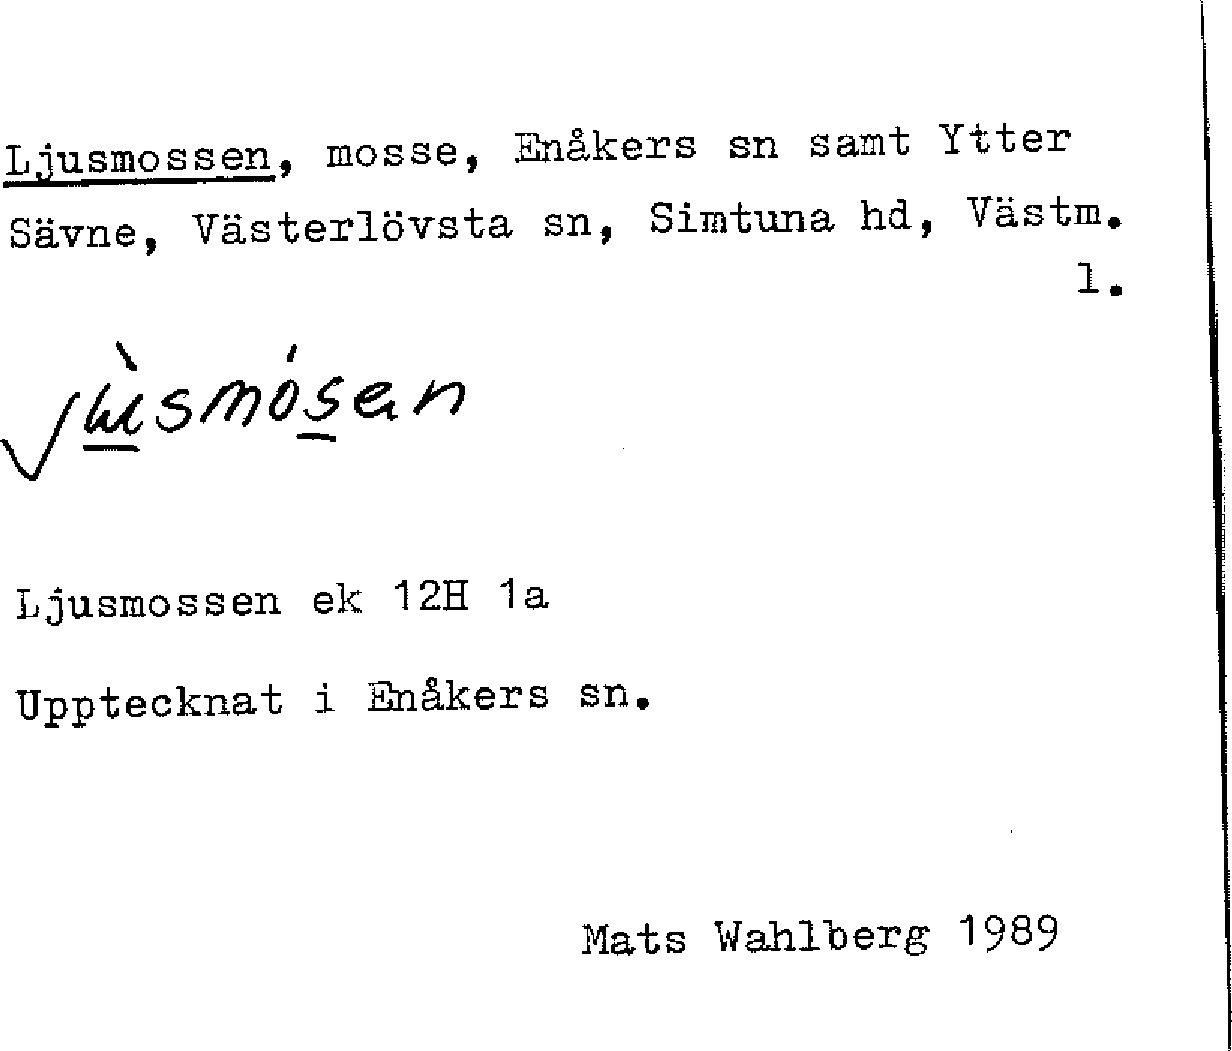 Ljusmossen, mosse, Enåkers sn samt Ytter
Sävne, Västerlövsta sn, Simtuna hd, Västm.
l.
Ljusmossen ek 12H 1a
Upptecknat i Enåkers sn.
Mats Wahlberg 1989